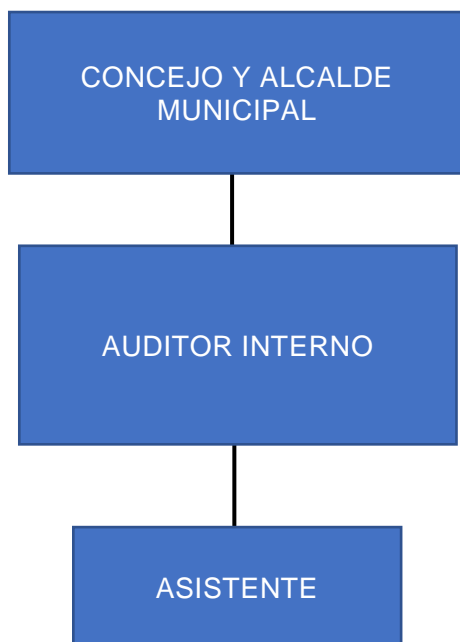 CONCEJO Y ALCALDE
MUNICIPAL
AUDITOR INTERNO
ASISTENTE